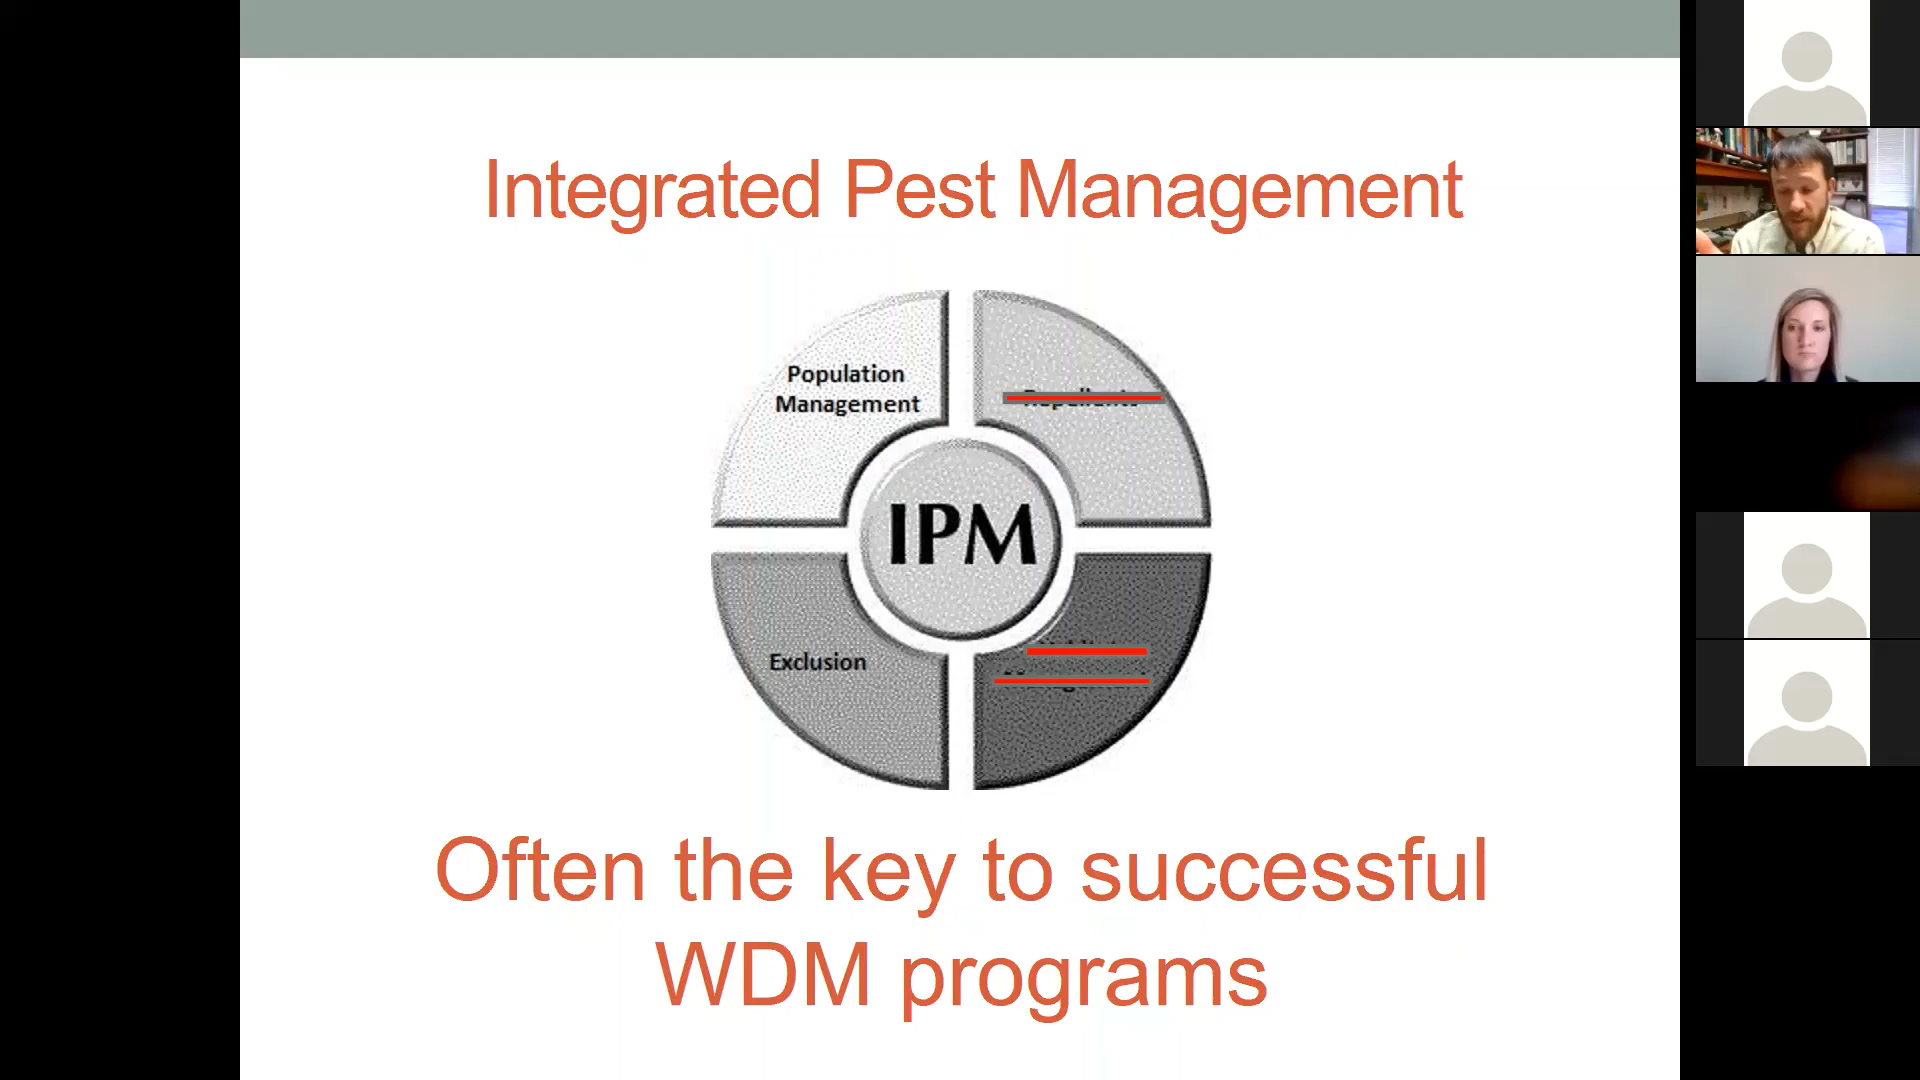 Integrated Pest Management
Population
Management
IPM
Exclusion
Often the key to successful
WDM programs